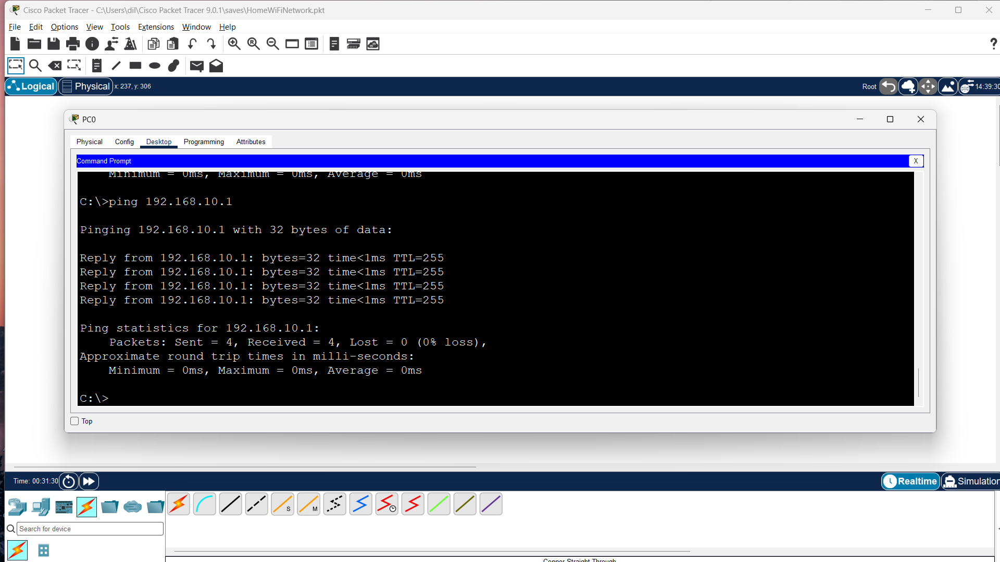 Cisco Packet Tracer - C:\Users\dil\Cisco Packet Tracer 9.0.1\saves\HomeWiFiNetwork.pkt
File Edit Options View Tools Extensions Window Help
Logical Physical x: 237, y: 306 Root 14:39:30
PC0
Physical Config Desktop Programming Attributes
Command Prompt X
Minimum = 0ms, Maximum = 0ms, Average = 0ms
C:\>ping 192.168.10.1
Pinging 192.168.10.1 with 32 bytes of data:
Reply from 192.168.10.1: bytes=32 time<1ms TTL=255
Reply from 192.168.10.1: bytes=32 time<1ms TTL=255
Reply from 192.168.10.1: bytes=32 time<1ms TTL=255
Reply from 192.168.10.1: bytes=32 time<1ms TTL=255
Ping statistics for 192.168.10.1:
Packets: Sent = 4, Received = 4, Lost = 0 (0% loss),
Approximate round trip times in milli-seconds:
Minimum = 0ms, Maximum = 0ms, Average = 0ms
C:\>
Top
Time: 00:31:30 Realtime Simulation
S M
Search for device
Copper Straight-Through